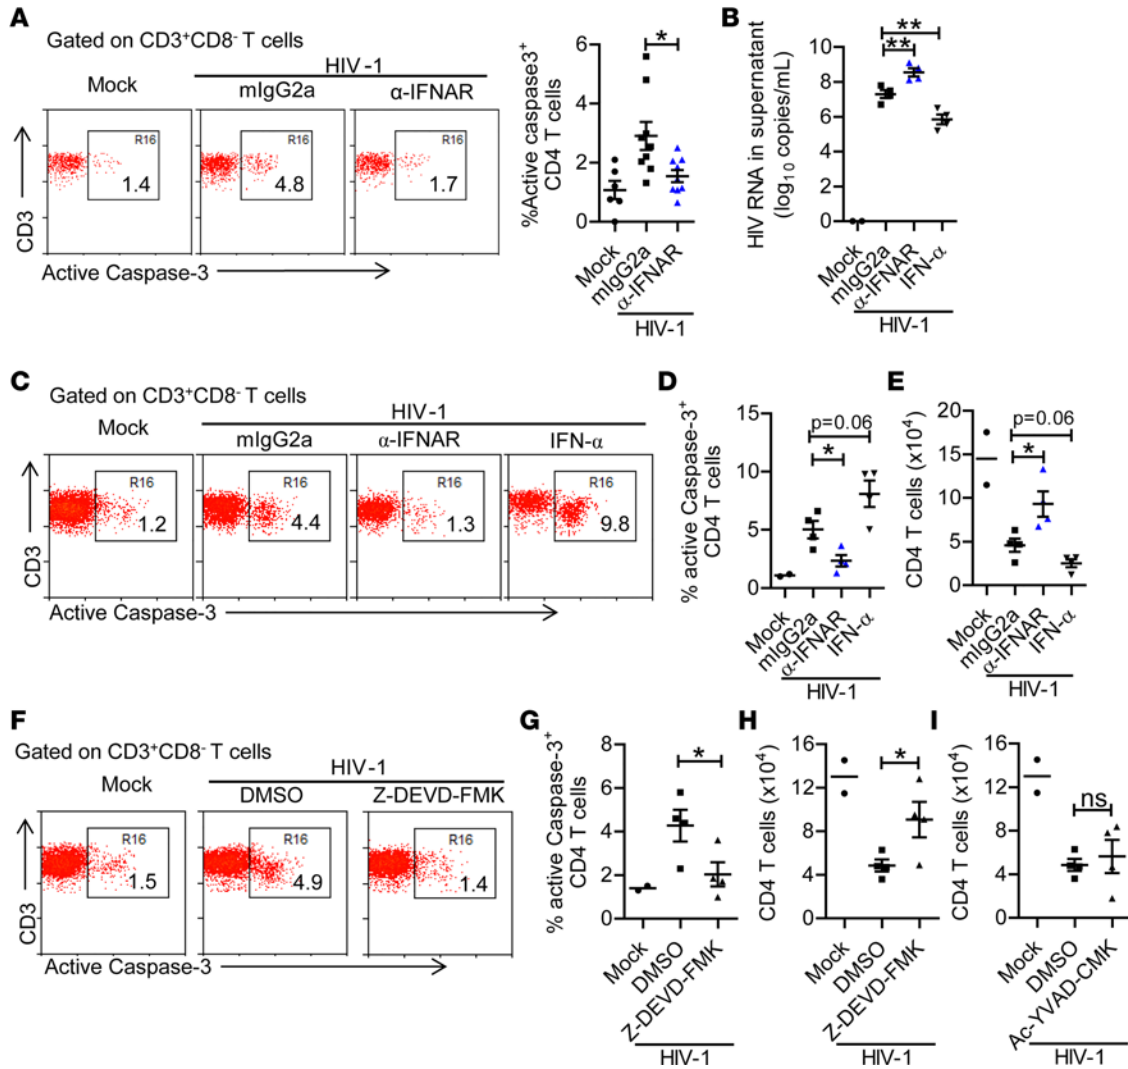 A
Gated on CD3⁺CD8⁻ T cells
HIV-1
Mock
mIgG2a
α-IFNAR
R16
1.4
R16
4.8
R16
1.7
CD3
Active Caspase-3
%Active caspase3⁺
CD4 T cells
6
4
2
0
*
Mock
mIgG2a
α-IFNAR
HIV-1
B
HIV RNA in supernatant
(log₁₀ copies/mL)
10
8
6
4
2
0
**
**
Mock
mIgG2a
α-IFNAR
IFN-α
HIV-1
C
Gated on CD3⁺CD8⁻ T cells
HIV-1
Mock
mIgG2a
α-IFNAR
IFN-α
R16
1.2
R16
4.4
R16
1.3
R16
9.8
CD3
Active Caspase-3
D
% active Caspase-3⁺
CD4 T cells
15
10
5
0
p=0.06
*
Mock
mIgG2a
α-IFNAR
IFN-α
HIV-1
E
CD4 T cells (x10⁴)
20
15
10
5
0
p=0.06
*
Mock
mIgG2a
α-IFNAR
IFN-α
HIV-1
F
Gated on CD3⁺CD8⁻ T cells
HIV-1
Mock
DMSO
Z-DEVD-FMK
R16
1.5
R16
4.9
R16
1.4
CD3
Active Caspase-3
G
% active Caspase-3⁺
CD4 T cells
8
6
4
2
0
*
Mock
DMSO
Z-DEVD-FMK
HIV-1
H
CD4 T cells (x10⁴)
16
12
8
4
0
*
Mock
DMSO
Z-DEVD-FMK
HIV-1
I
CD4 T cells (x10⁴)
16
12
8
4
0
ns
Mock
DMSO
Ac-YVAD-CMK
HIV-1